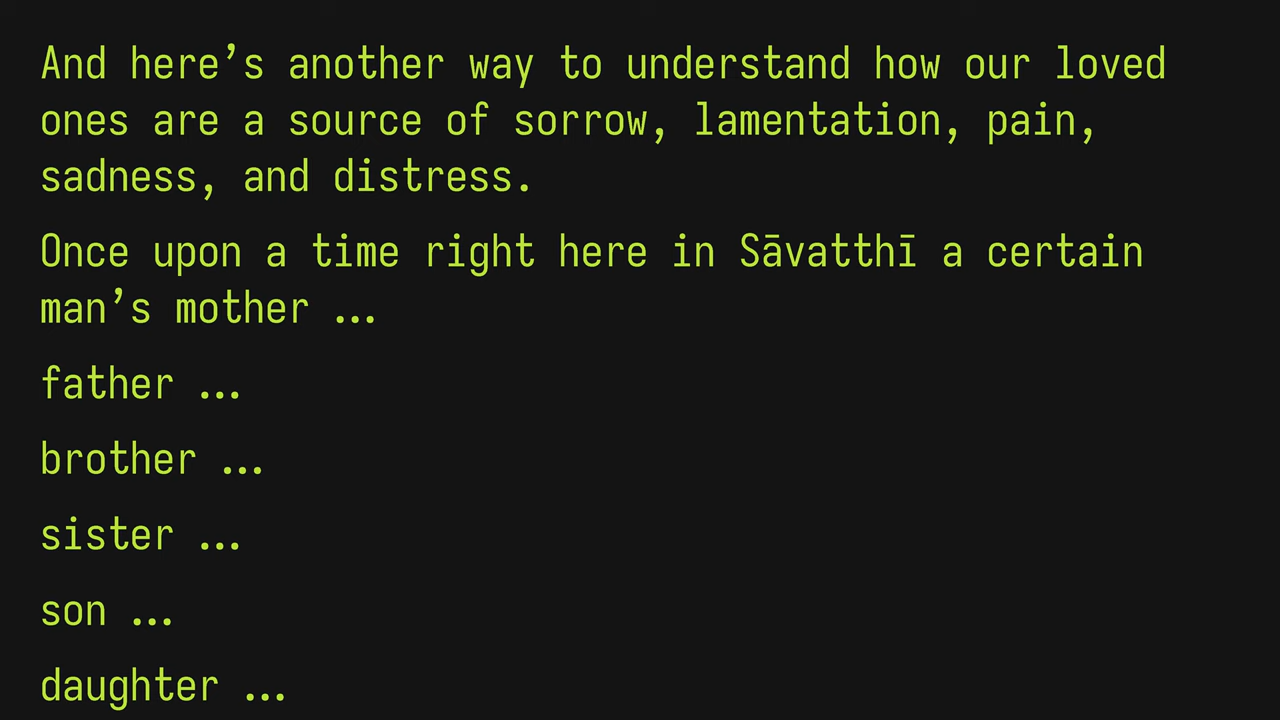 And here’s another way to understand how our loved
ones are a source of sorrow, lamentation, pain,
sadness, and distress.
Once upon a time right here in Sāvatthī a certain
man’s mother …
father …
brother …
sister …
son …
daughter …